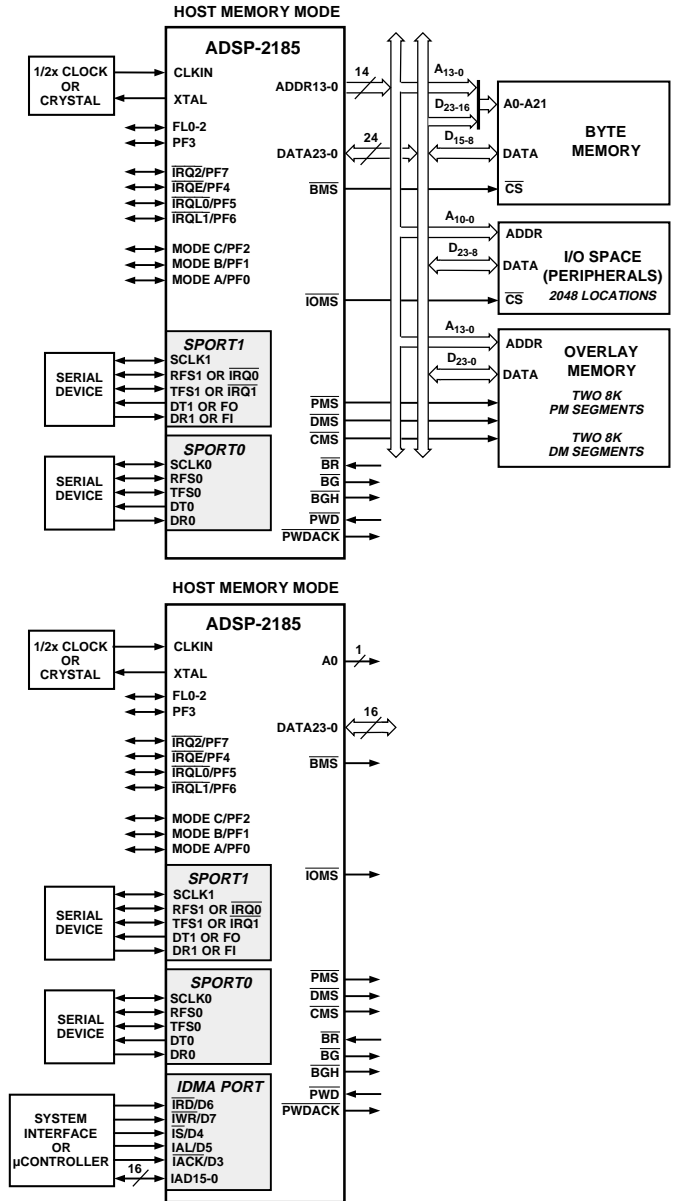 HOST MEMORY MODE
ADSP-2185
1/2x CLOCK
OR
CRYSTAL
CLKIN
XTAL
FL0-2
PF3
IRQ2/PF7
IRQE/PF4
IRQL0/PF5
IRQL1/PF6
MODE C/PF2
MODE B/PF1
MODE A/PF0
SERIAL
DEVICE
SPORT1
SCLK1
RFS1 OR IRQ0
TFS1 OR IRQ1
DT1 OR FO
DR1 OR FI
SERIAL
DEVICE
SPORT0
SCLK0
RFS0
TFS0
DT0
DR0
ADDR13-0
14
DATA23-0
24
BMS
IOMS
PMS
DMS
CMS
BR
BG
BGH
PWD
PWDACK
A13-0
D23-16
D15-8
A0-A21
BYTE
MEMORY
DATA
CS
A10-0
D23-8
ADDR
I/O SPACE
(PERIPHERALS)
2048 LOCATIONS
DATA
CS
A13-0
D23-0
ADDR
OVERLAY
MEMORY
DATA
TWO 8K
PM SEGMENTS
TWO 8K
DM SEGMENTS
HOST MEMORY MODE
ADSP-2185
1/2x CLOCK
OR
CRYSTAL
CLKIN
XTAL
FL0-2
PF3
IRQ2/PF7
IRQE/PF4
IRQL0/PF5
IRQL1/PF6
MODE C/PF2
MODE B/PF1
MODE A/PF0
SERIAL
DEVICE
SPORT1
SCLK1
RFS1 OR IRQ0
TFS1 OR IRQ1
DT1 OR FO
DR1 OR FI
SERIAL
DEVICE
SPORT0
SCLK0
RFS0
TFS0
DT0
DR0
SYSTEM
INTERFACE
OR
µCONTROLLER
IDMA PORT
IRD/D6
IWR/D7
IS/D4
IAL/D5
IACK/D3
16
IAD15-0
A0
1
DATA23-0
16
BMS
IOMS
PMS
DMS
CMS
BR
BG
BGH
PWD
PWDACK